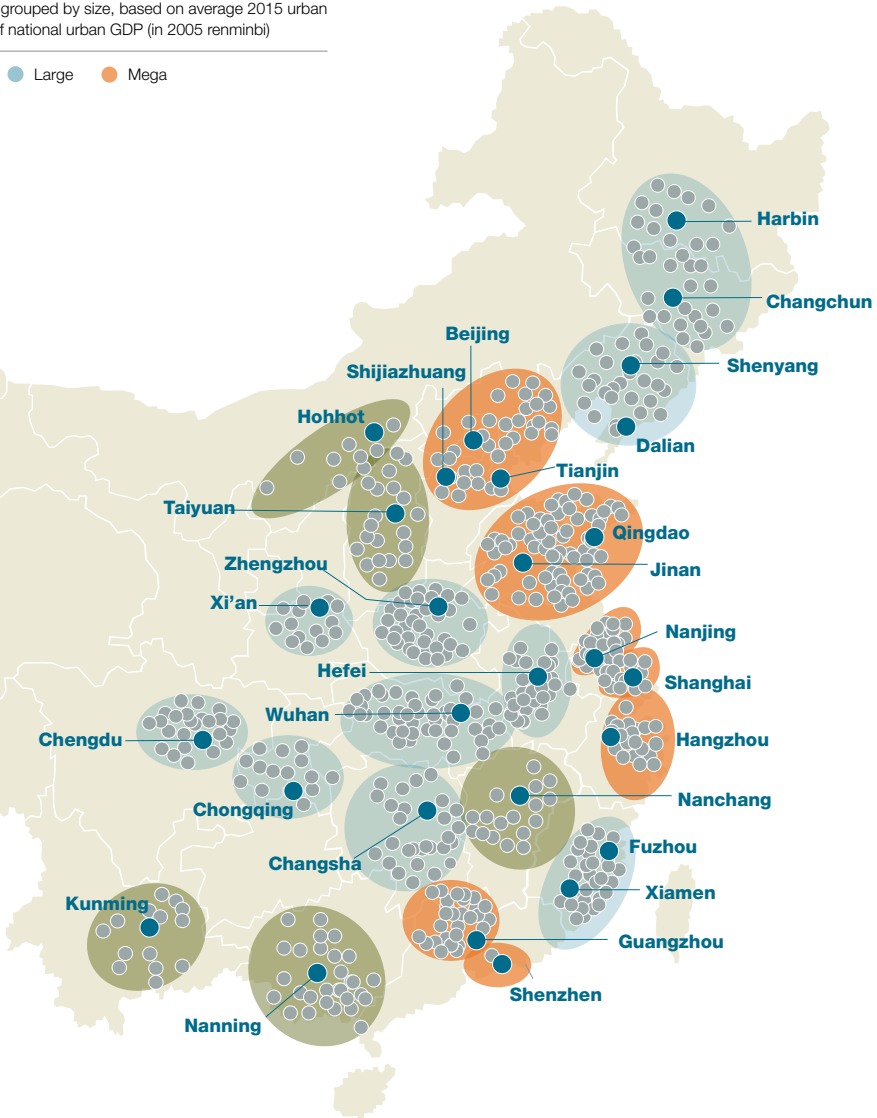 grouped by size, based on average 2015 urban
f national urban GDP (in 2005 renminbi)
Large Mega
Harbin
Changchun
Beijing
Shijiazhuang
Shenyang
Hohhot
Dalian
Tianjin
Taiyuan
Qingdao
Zhengzhou
Jinan
Xi’an
Nanjing
Hefei
Shanghai
Wuhan
Chengdu
Hangzhou
Nanchang
Chongqing
Fuzhou
Changsha
Xiamen
Kunming
Guangzhou
Shenzhen
Nanning